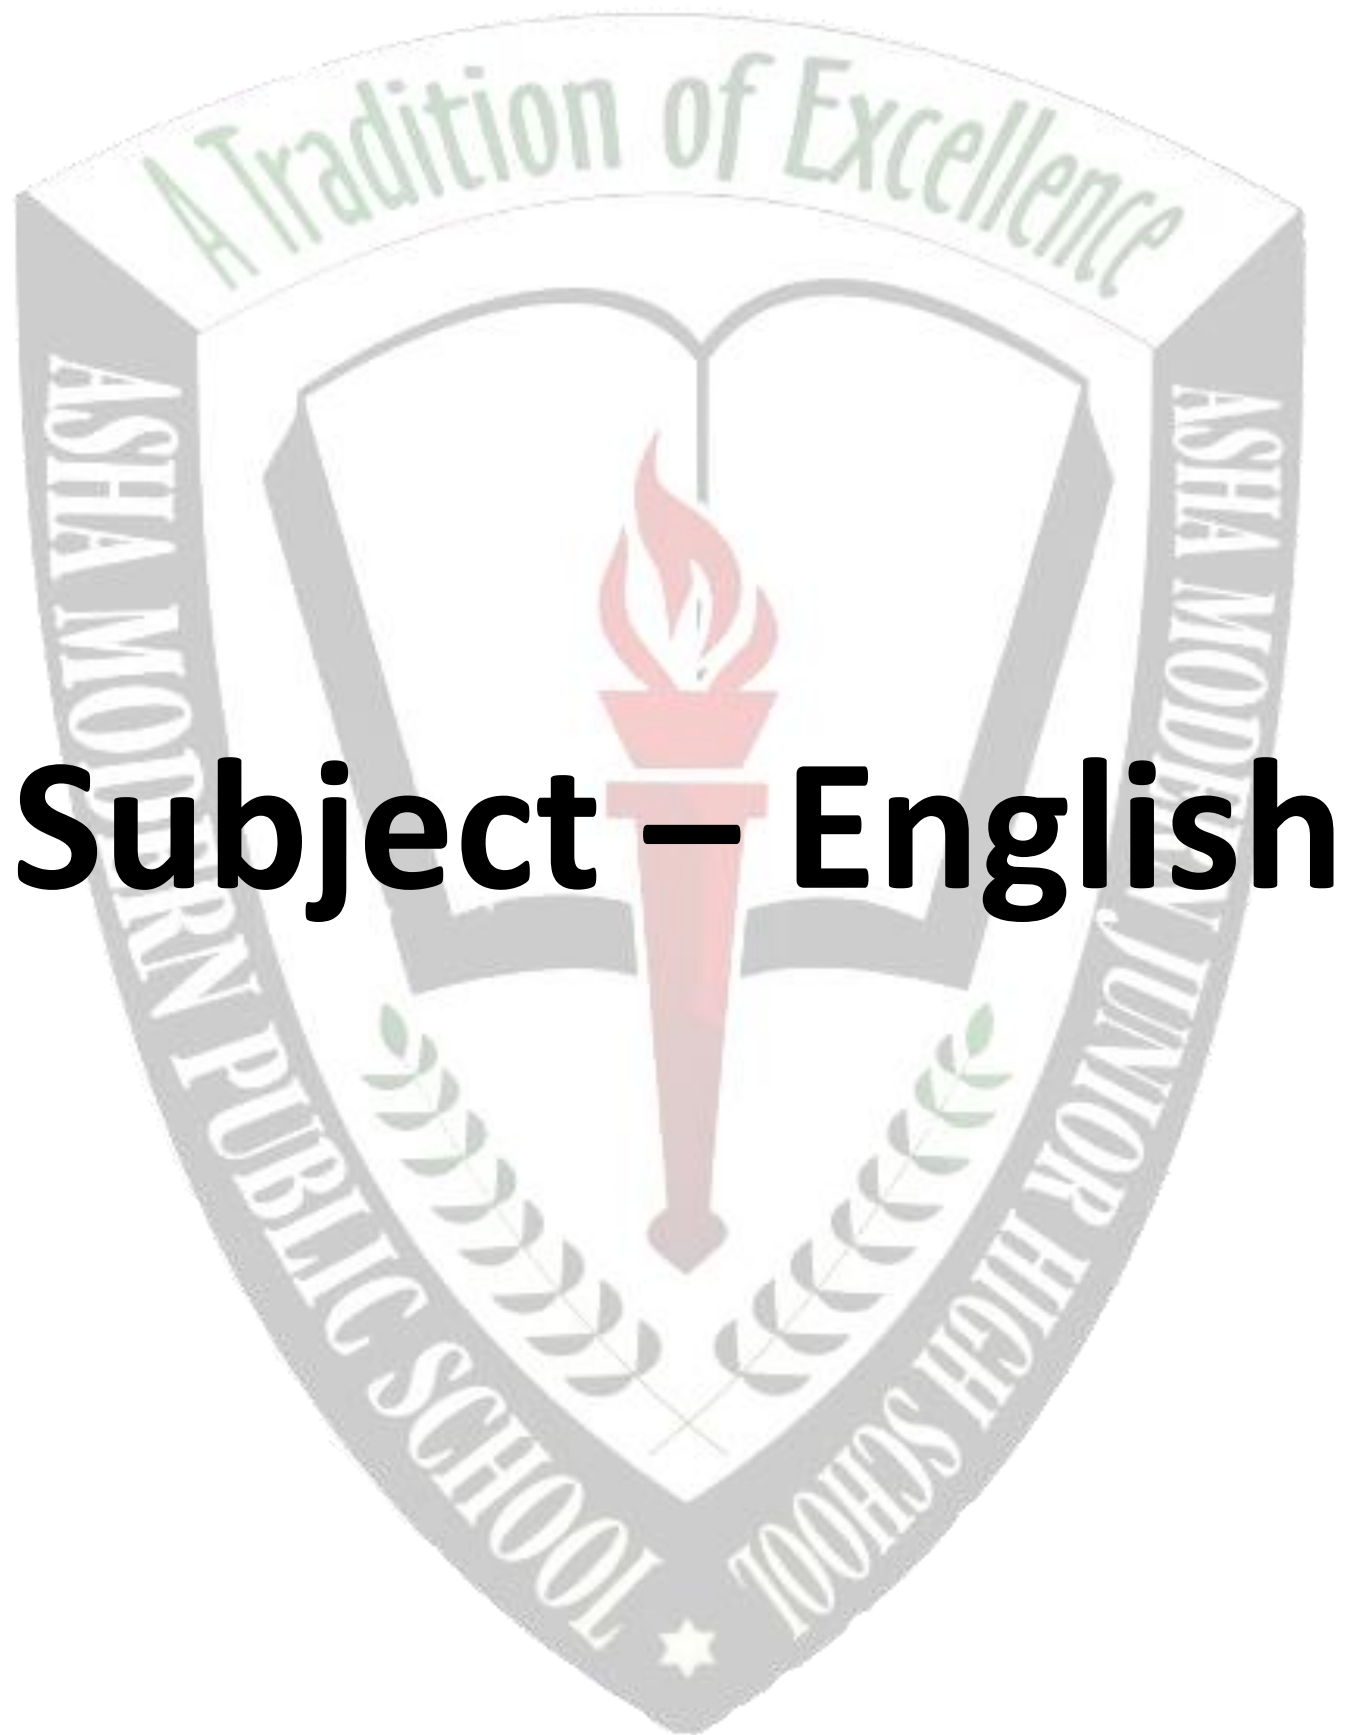 A Tradition of Excellence
ASHA MODERN PUBLIC SCHOOL
ASHA MODERN JUNIOR HIGH SCHOOL
Subject – English